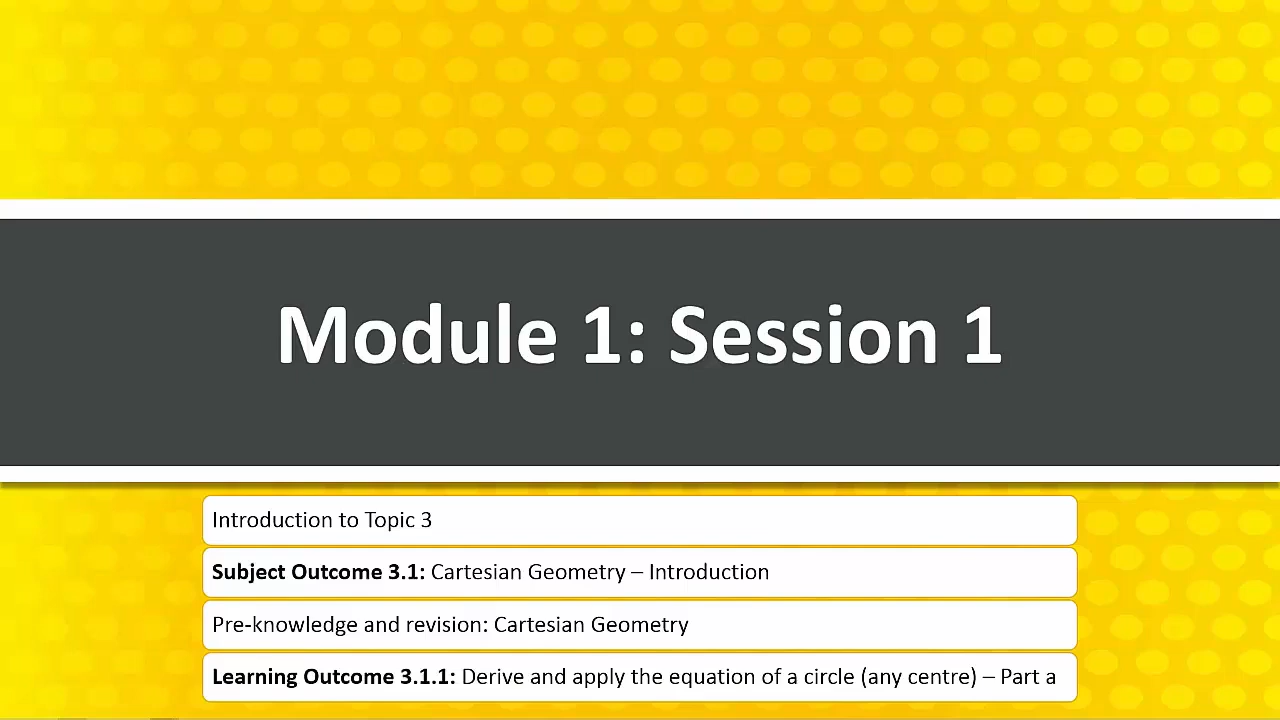 Module 1: Session 1
Introduction to Topic 3
Subject Outcome 3.1: Cartesian Geometry – Introduction
Pre-knowledge and revision: Cartesian Geometry
Learning Outcome 3.1.1: Derive and apply the equation of a circle (any centre) – Part a